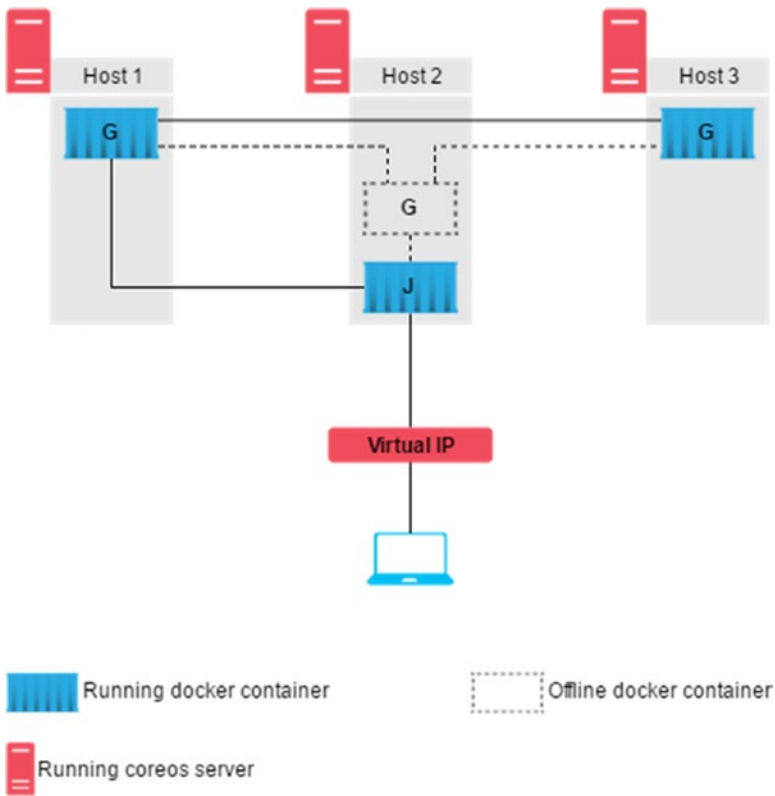 Host 1
Host 2
Host 3
G
G
G
J
Virtual IP
Running docker container
Offline docker container
Running coreos server